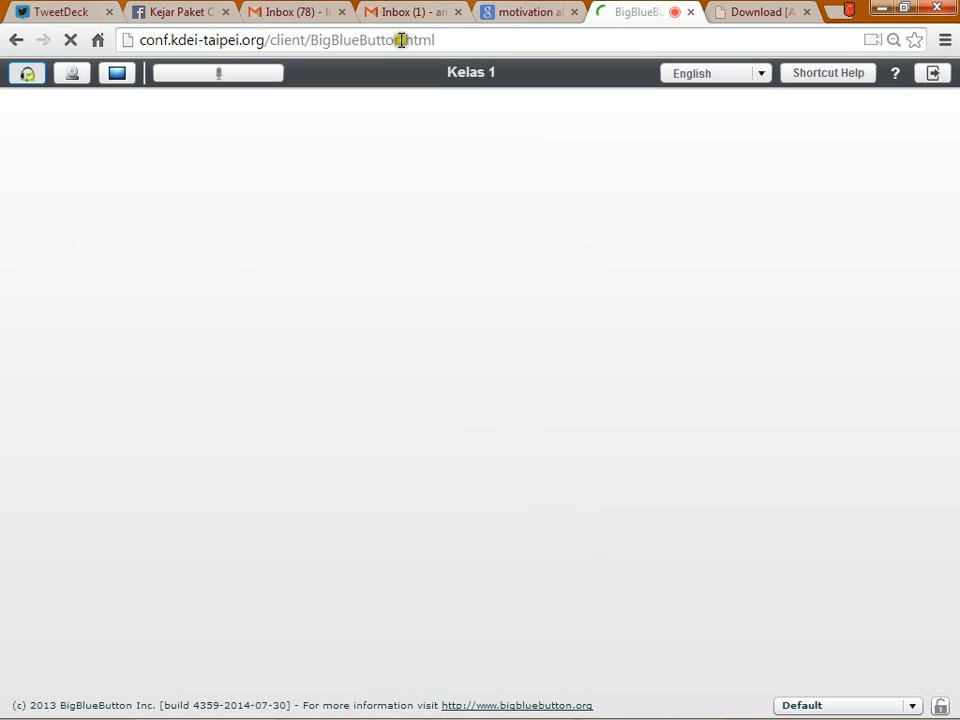 TweetDeck
Kejar Paket C
Inbox (78) - l
Inbox (1) - an
motivation al
BigBlueBu
Download [A
conf.kdei-taipei.org/client/BigBlueButton.html
Kelas 1
English
Shortcut Help
?
(c) 2013 BigBlueButton Inc. [build 4359-2014-07-30] - For more information visit http://www.bigbluebutton.org
Default